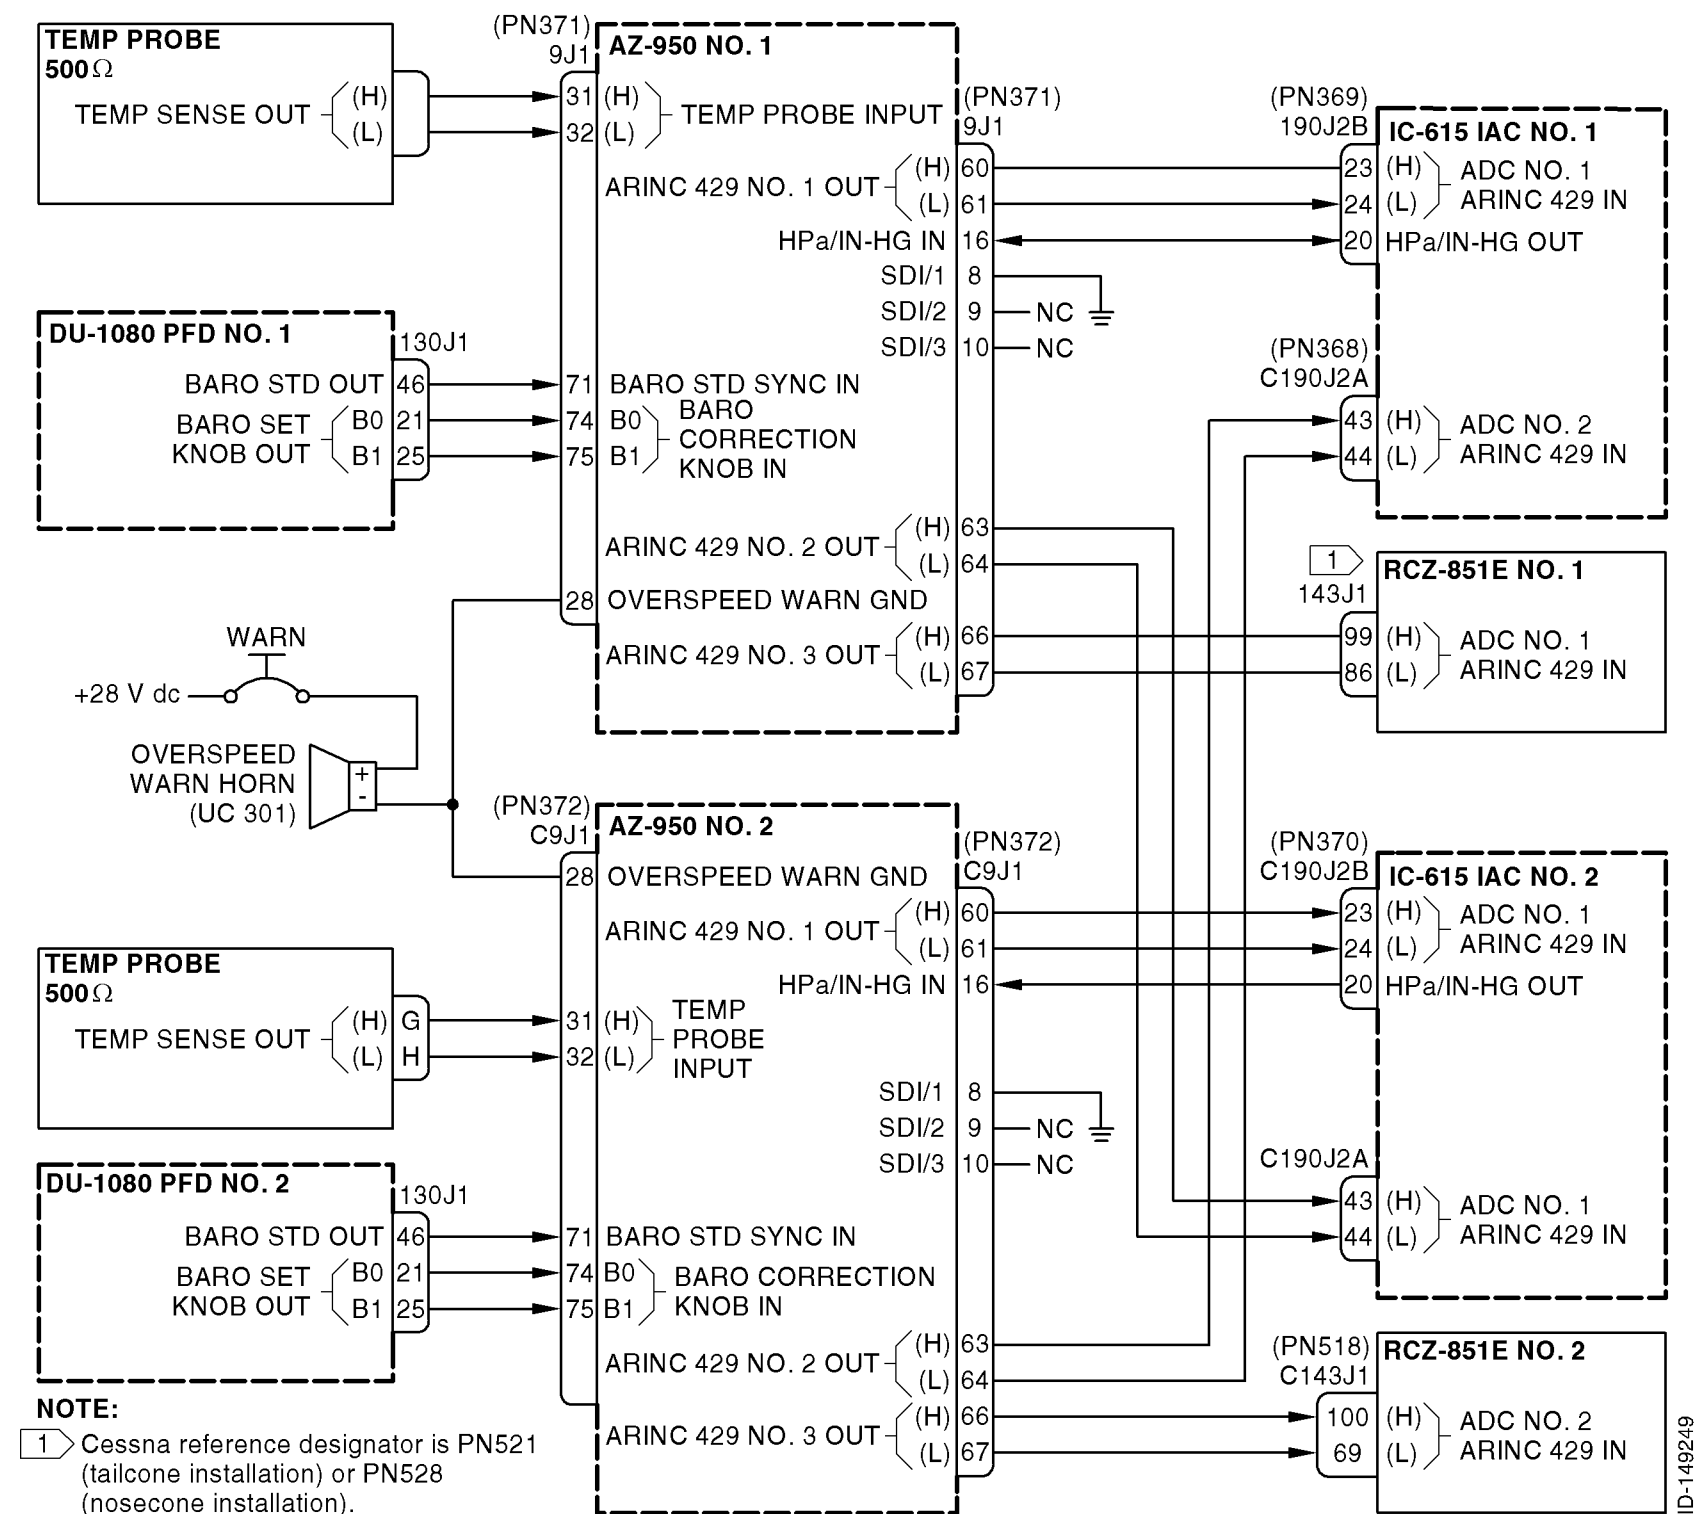 TEMP PROBE
500Ω
TEMP SENSE OUT (H)
(L)
(PN371)
9J1
AZ-950 NO. 1
31 (H)
32 (L)
TEMP PROBE INPUT
(PN371)
9J1
ARINC 429 NO. 1 OUT (H) 60
(L) 61
HPa/IN-HG IN 16
SDI/1 8
SDI/2 9 NC
SDI/3 10 NC
(PN369)
190J2B
IC-615 IAC NO. 1
23 (H) ADC NO. 1
24 (L) ARINC 429 IN
20 HPa/IN-HG OUT
(PN368)
C190J2A
43 (H) ADC NO. 2
44 (L) ARINC 429 IN
DU-1080 PFD NO. 1
130J1
BARO STD OUT 46
BARO SET B0 21
KNOB OUT B1 25
71 BARO STD SYNC IN
74 B0
75 B1
BARO
CORRECTION
KNOB IN
ARINC 429 NO. 2 OUT (H) 63
(L) 64
28 OVERSPEED WARN GND
ARINC 429 NO. 3 OUT (H) 66
(L) 67
1
143J1
RCZ-851E NO. 1
99 (H) ADC NO. 1
86 (L) ARINC 429 IN
WARN
+28 V dc
OVERSPEED
WARN HORN
(UC 301)
+
-
(PN372)
C9J1
AZ-950 NO. 2
28 OVERSPEED WARN GND
(PN372)
C9J1
ARINC 429 NO. 1 OUT (H) 60
(L) 61
HPa/IN-HG IN 16
(PN370)
C190J2B
IC-615 IAC NO. 2
23 (H) ADC NO. 1
24 (L) ARINC 429 IN
20 HPa/IN-HG OUT
TEMP PROBE
500Ω
TEMP SENSE OUT (H) G
(L) H
31 (H)
32 (L)
TEMP
PROBE
INPUT
SDI/1 8
SDI/2 9 NC
SDI/3 10 NC
C190J2A
43 (H) ADC NO. 1
44 (L) ARINC 429 IN
DU-1080 PFD NO. 2
130J1
BARO STD OUT 46
BARO SET B0 21
KNOB OUT B1 25
71 BARO STD SYNC IN
74 B0 BARO CORRECTION
75 B1 KNOB IN
ARINC 429 NO. 2 OUT (H) 63
(L) 64
ARINC 429 NO. 3 OUT (H) 66
(L) 67
(PN518)
C143J1
RCZ-851E NO. 2
100 (H) ADC NO. 2
69 (L) ARINC 429 IN
NOTE:
1 Cessna reference designator is PN521
(tailcone installation) or PN528
(nosecone installation).
ID-149249